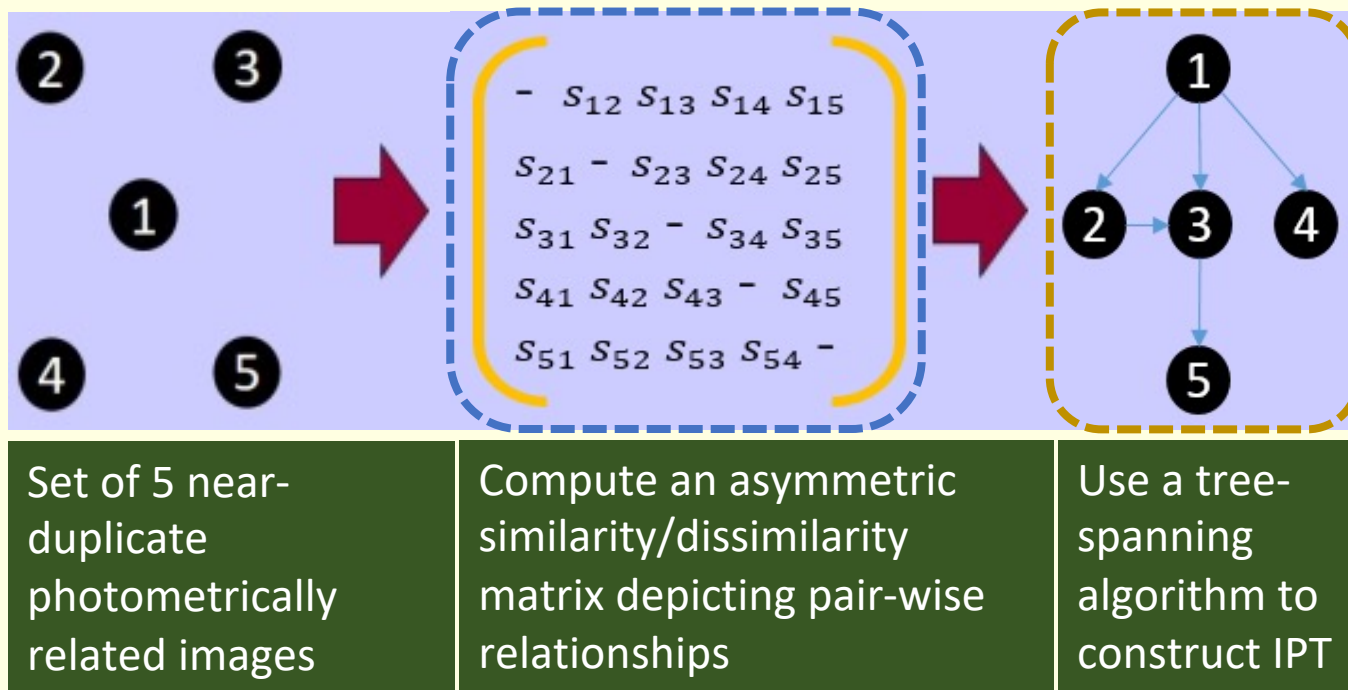 2 3
1
4 5
- s12 s13 s14 s15
s21 - s23 s24 s25
s31 s32 - s34 s35
s41 s42 s43 - s45
s51 s52 s53 s54 -
1
2 3 4
5
Set of 5 near-
duplicate
photometrically
related images
Compute an asymmetric
similarity/dissimilarity
matrix depicting pair-wise
relationships
Use a tree-
spanning
algorithm to
construct IPT